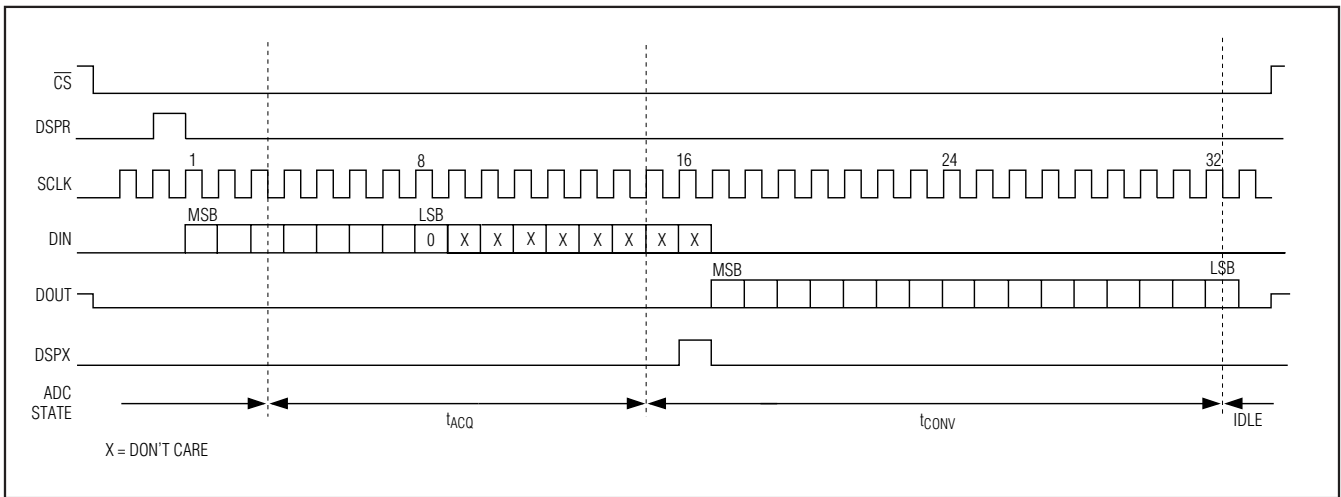 CS
DSPR
1 8 16 24 32
SCLK
MSB LSB
DIN 0 X X X X X X X X
MSB LSB
DOUT
DSPX
ADC
STATE
tACQ tCONV IDLE
X = DON'T CARE